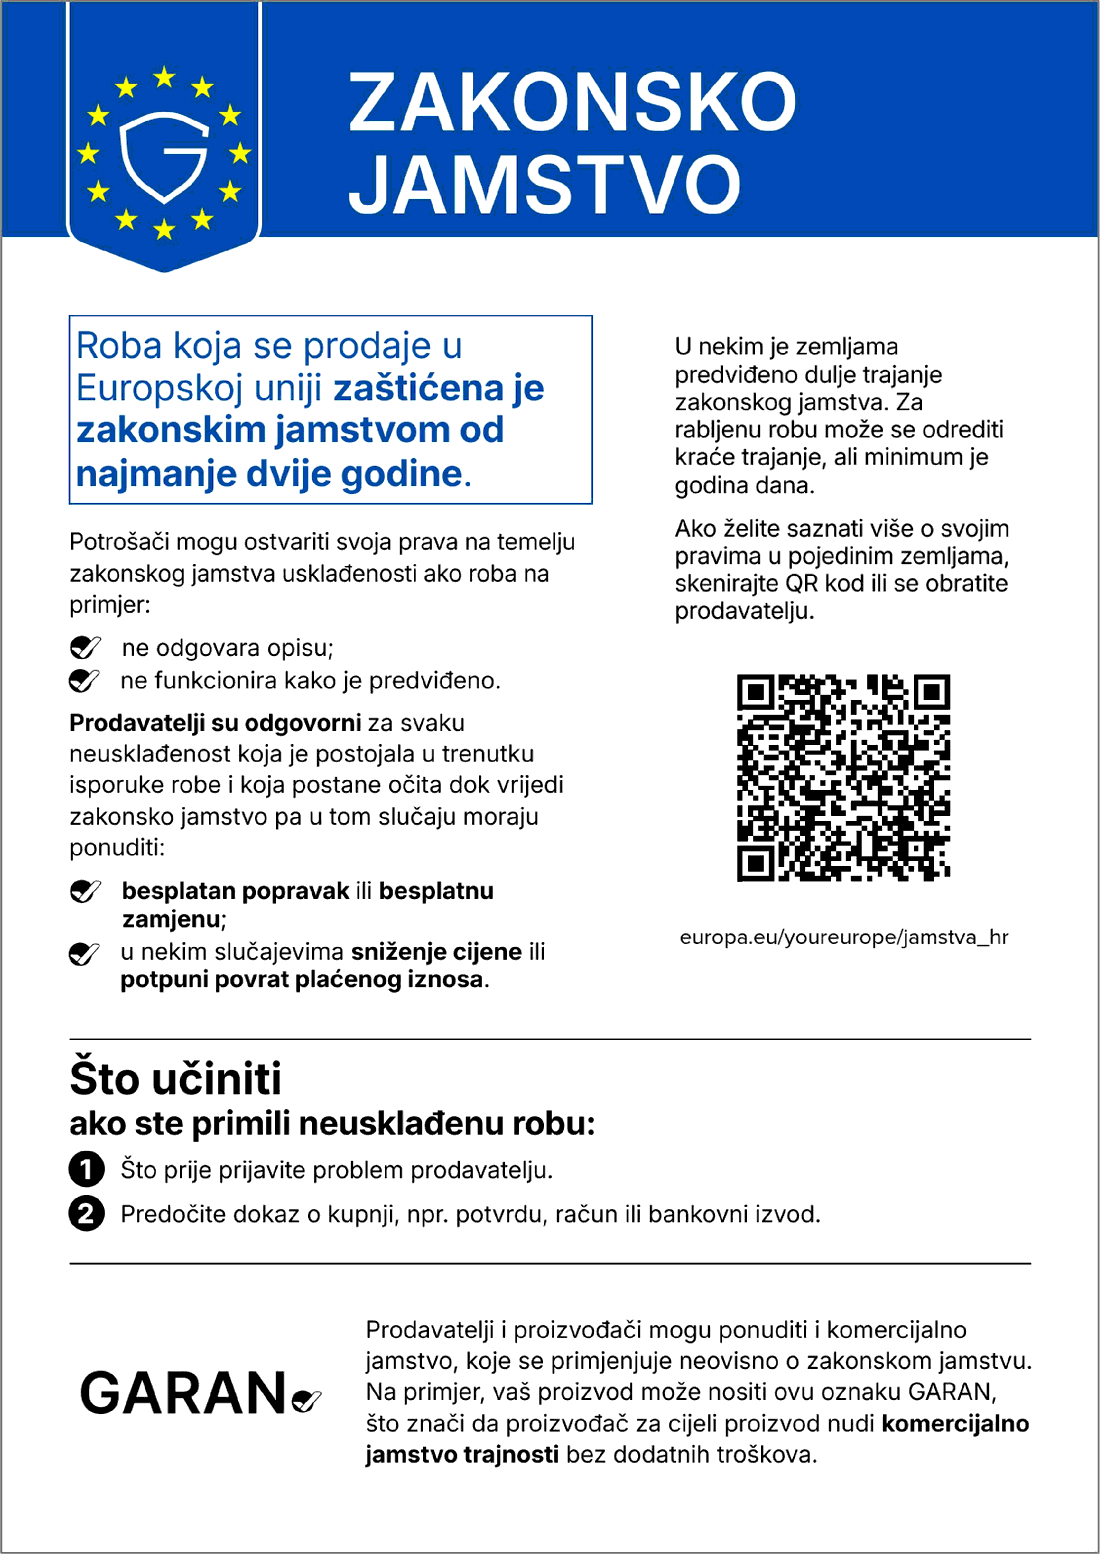 ZAKONSKO
JAMSTVO
Roba koja se prodaje u
Europskoj uniji zaštićena je
zakonskim jamstvom od
najmanje dvije godine.
Potrošači mogu ostvariti svoja prava na temelju
zakonskog jamstva usklađenosti ako roba na
primjer:
ne odgovara opisu;
ne funkcionira kako je predviđeno.
Prodavatelji su odgovorni za svaku
neusklađenost koja je postojala u trenutku
isporuke robe i koja postane očita dok vrijedi
zakonsko jamstvo pa u tom slučaju moraju
ponuditi:
besplatan popravak ili besplatnu
zamjenu;
u nekim slučajevima sniženje cijene ili
potpuni povrat plaćenog iznosa.
U nekim je zemljama
predviđeno dulje trajanje
zakonskog jamstva. Za
rabljenu robu može se odrediti
kraće trajanje, ali minimum je
godina dana.
Ako želite saznati više o svojim
pravima u pojedinim zemljama,
skenirajte QR kod ili se obratite
prodavatelju.
europa.eu/youreurope/jamstva_hr
Što učiniti
ako ste primili neusklađenu robu:
1 Što prije prijavite problem prodavatelju.
2 Predočite dokaz o kupnji, npr. potvrdu, račun ili bankovni izvod.
GARAN
Prodavatelji i proizvođači mogu ponuditi i komercijalno
jamstvo, koje se primjenjuje neovisno o zakonskom jamstvu.
Na primjer, vaš proizvod može nositi ovu oznaku GARAN,
što znači da proizvođač za cijeli proizvod nudi komercijalno
jamstvo trajnosti bez dodatnih troškova.